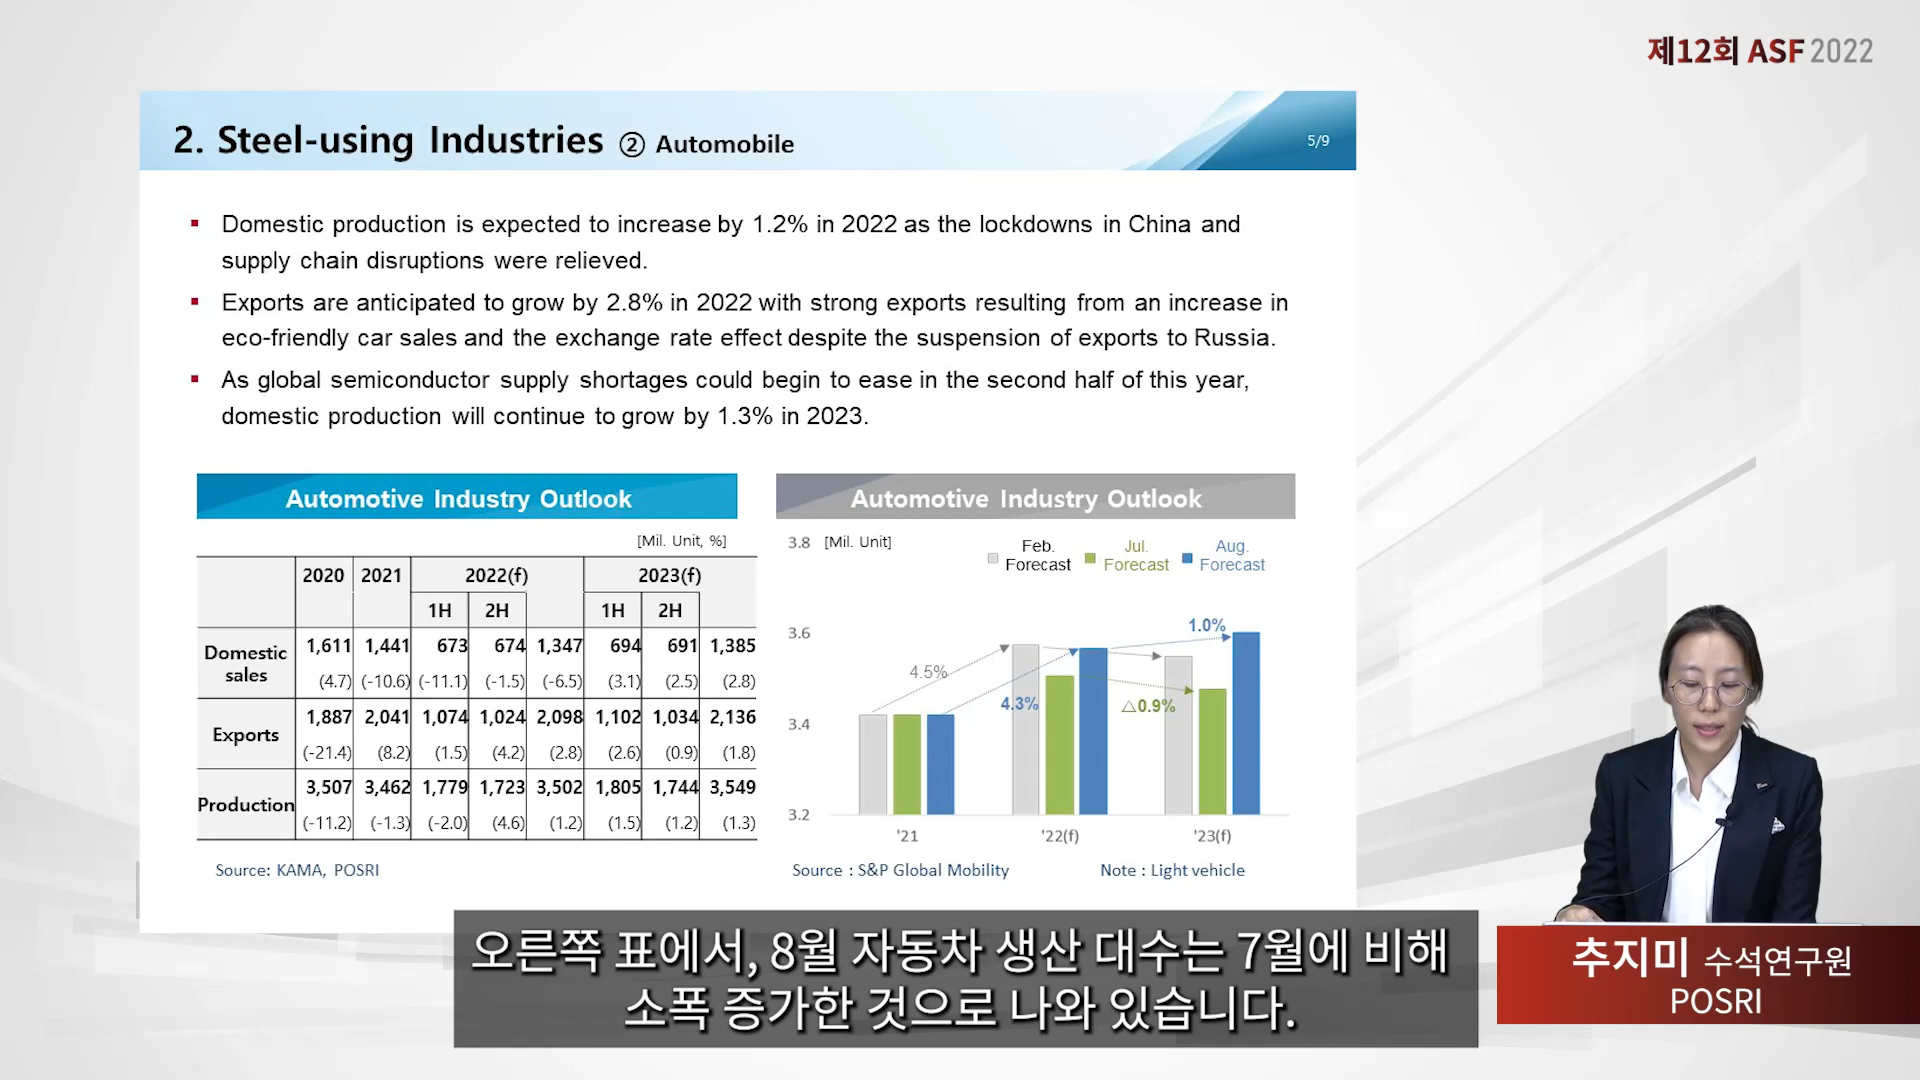 제12회 ASF 2022
2. Steel-using Industries ② Automobile
5/9
▪ Domestic production is expected to increase by 1.2% in 2022 as the lockdowns in China and
supply chain disruptions were relieved.
▪ Exports are anticipated to grow by 2.8% in 2022 with strong exports resulting from an increase in
eco-friendly car sales and the exchange rate effect despite the suspension of exports to Russia.
▪ As global semiconductor supply shortages could begin to ease in the second half of this year,
domestic production will continue to grow by 1.3% in 2023.
Automotive Industry Outlook
[Mil. Unit, %]
2020 2021 2022(f) 2023(f)
1H 2H 1H 2H
Domestic sales 1,611 1,441 673 674 1,347 694 691 1,385
(4.7) (-10.6) (-11.1) (-1.5) (-6.5) (3.1) (2.5) (2.8)
Exports 1,887 2,041 1,074 1,024 2,098 1,102 1,034 2,136
(-21.4) (8.2) (1.5) (4.2) (2.8) (2.6) (0.9) (1.8)
Production 3,507 3,462 1,779 1,723 3,502 1,805 1,744 3,549
(-11.2) (-1.3) (-2.0) (4.6) (1.2) (1.5) (1.2) (1.3)
Source: KAMA, POSRI
Automotive Industry Outlook
3.8 [Mil. Unit]
Feb. Forecast
Jul. Forecast
Aug. Forecast
3.6
1.0%
4.5%
4.3%
△0.9%
3.4
3.2
'21 '22(f) '23(f)
Source : S&P Global Mobility
Note : Light vehicle
오른쪽 표에서, 8월 자동차 생산 대수는 7월에 비해
소폭 증가한 것으로 나와 있습니다.
추지미 수석연구원
POSRI